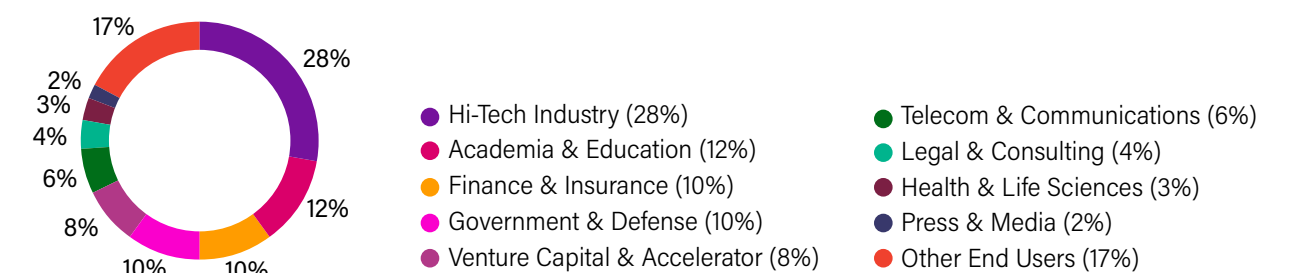 17%
28%
2%
3%
4%
6%
8%
10%
10%
12%
Hi-Tech Industry (28%)
Academia & Education (12%)
Finance & Insurance (10%)
Government & Defense (10%)
Venture Capital & Accelerator (8%)
Telecom & Communications (6%)
Legal & Consulting (4%)
Health & Life Sciences (3%)
Press & Media (2%)
Other End Users (17%)